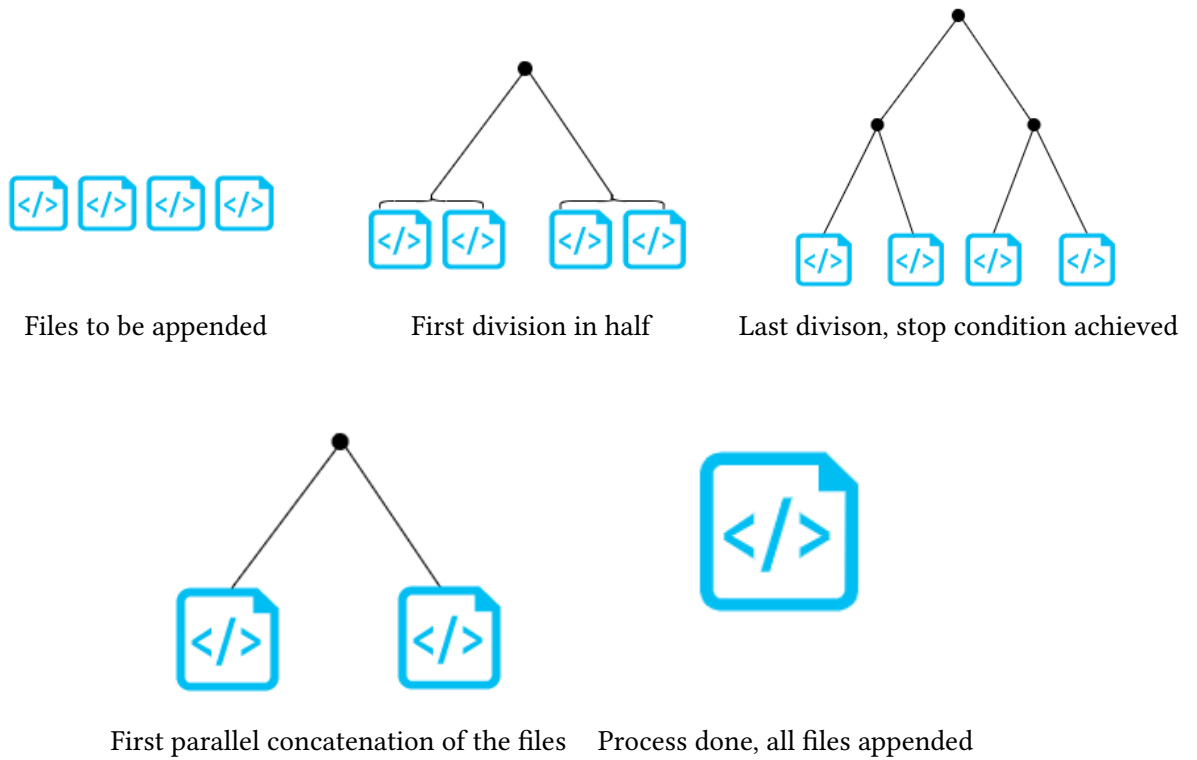 Files to be appended
First division in half
Last divison, stop condition achieved
First parallel concatenation of the files
Process done, all files appended